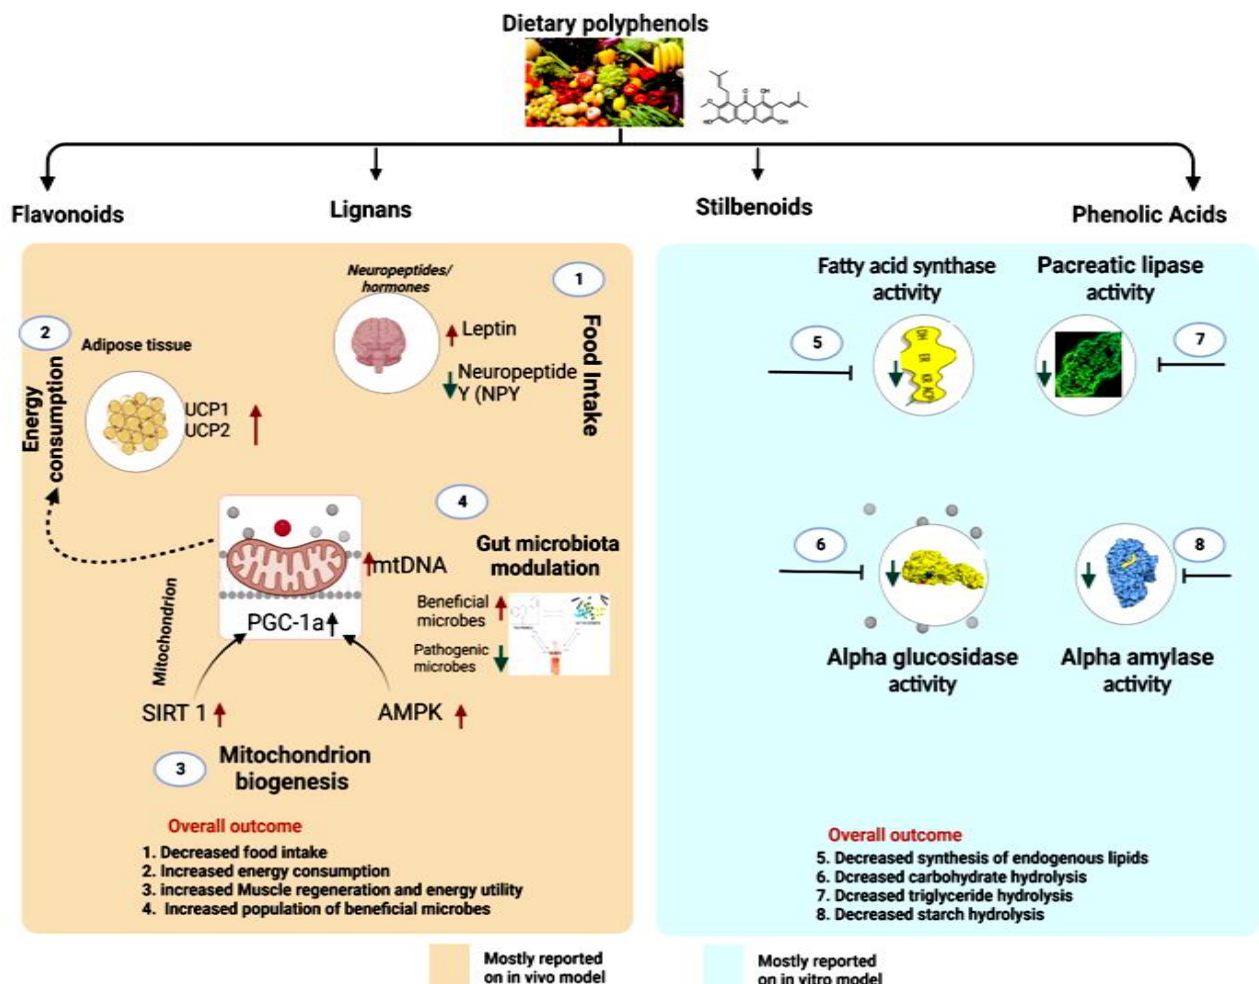 Dietary polyphenols
Flavonoids
Lignans
Stilbenoids
Phenolic Acids
Neuropeptides/
hormones
1
Food Intake
Leptin
Neuropeptide
Y (NPY
2
Energy
consumption
Adipose tissue
UCP1
UCP2
4
Gut microbiota
modulation
Beneficial
microbes
Pathogenic
microbes
mtDNA
PGC-1a
Mitochondrion
SIRT 1
AMPK
3
Mitochondrion
biogenesis
Overall outcome
1. Decreased food intake
2. Increased energy consumption
3. increased Muscle regeneration and energy utility
4. Increased population of beneficial microbes
Fatty acid synthase
activity
5
DH
ER
KR
ACP
Pacreatic lipase
activity
7
6
Alpha glucosidase
activity
8
Alpha amylase
activity
Overall outcome
5. Decreased synthesis of endogenous lipids
6. Dcreased carbohydrate hydrolysis
7. Dcreased triglyceride hydrolysis
8. Decreased starch hydrolysis
Mostly reported
on in vivo model
Mostly reported
on in vitro model